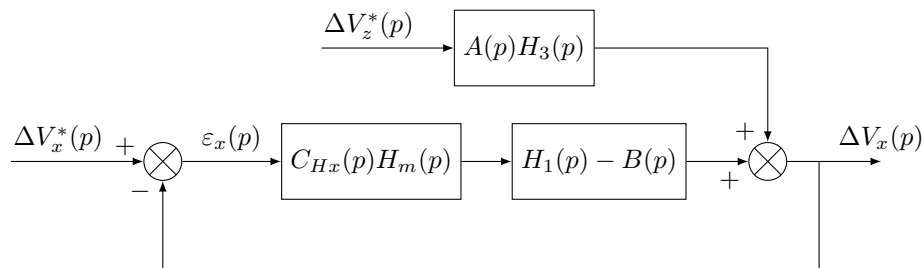 ΔV_z^*(p)
A(p)H_3(p)
ΔV_x^*(p)
+
−
ε_x(p)
C_{Hx}(p)H_m(p)
H_1(p) − B(p)
+
+
ΔV_x(p)